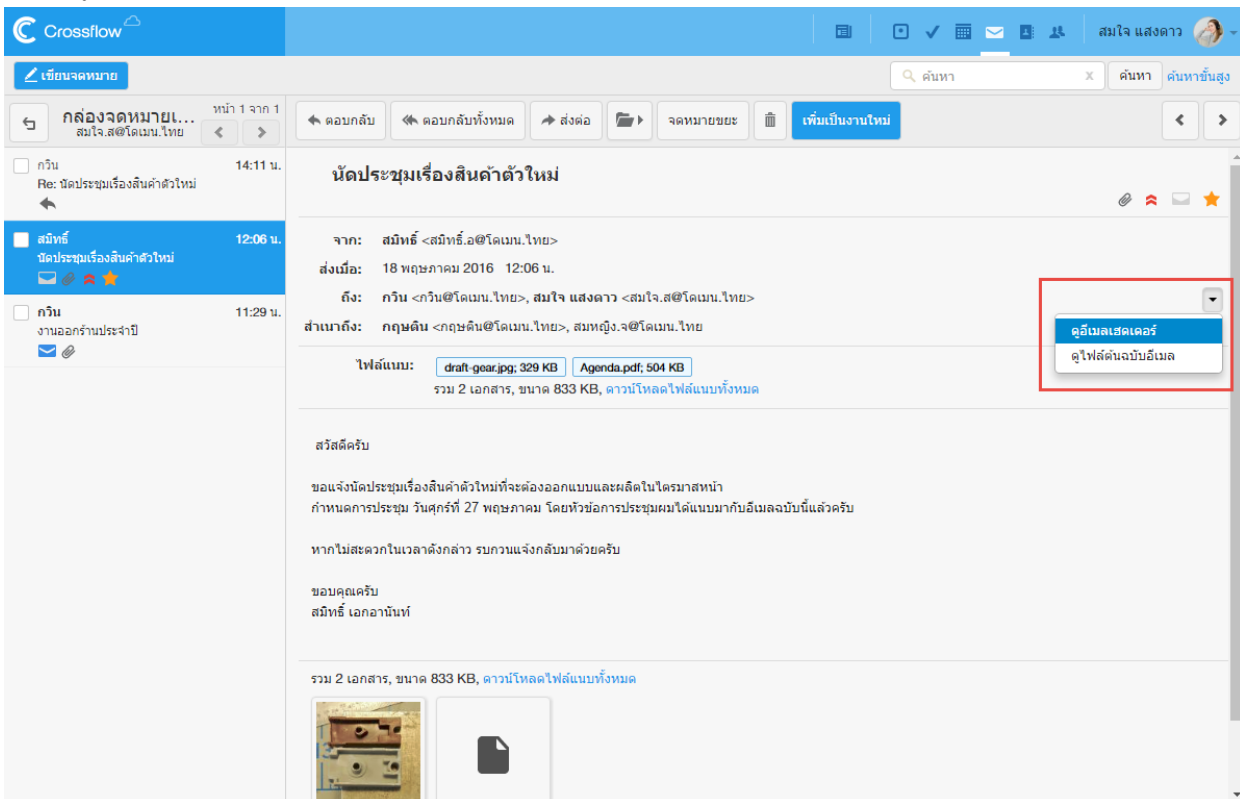 Crossflow
สมใจ แสงดาว
เขียนจดหมาย
ค้นหา
x
ค้นหา
ค้นหาขั้นสูง
กล่องจดหมายเ...
สมใจ.ส@โดเมน.ไทย
หน้า 1 จาก 1
ตอบกลับ
ตอบกลับทั้งหมด
ส่งต่อ
จดหมายขยะ
เพิ่มเป็นงานใหม่
กวิน 14:11 น.
Re: นัดประชุมเรื่องสินค้าตัวใหม่
สมิทธิ์ 12:06 น.
นัดประชุมเรื่องสินค้าตัวใหม่
กวิน 11:29 น.
งานออกร้านประจำปี
นัดประชุมเรื่องสินค้าตัวใหม่
จาก: สมิทธิ์ <สมิทธิ์.อ@โดเมน.ไทย>
ส่งเมื่อ: 18 พฤษภาคม 2016 12:06 น.
ถึง: กวิน <กวิน@โดเมน.ไทย>, สมใจ แสงดาว <สมใจ.ส@โดเมน.ไทย>
สำเนาถึง: กฤษดิน <กฤษดิน@โดเมน.ไทย>, สมหญิง.จ@โดเมน.ไทย
ดูอีเมลเฮดเดอร์
ดูไฟล์ต้นฉบับอีเมล
ไฟล์แนบ: draft-gear.jpg; 329 KB Agenda.pdf; 504 KB
รวม 2 เอกสาร, ขนาด 833 KB, ดาวน์โหลดไฟล์แนบทั้งหมด
สวัสดีครับ
ขอแจ้งนัดประชุมเรื่องสินค้าตัวใหม่ที่จะต้องออกแบบและผลิตในไตรมาสหน้า
กำหนดการประชุม วันศุกร์ที่ 27 พฤษภาคม โดยหัวข้อการประชุมผมได้แนบมากับอีเมลฉบับนี้แล้วครับ
หากไม่สะดวกในเวลาดังกล่าว รบกวนแจ้งกลับมาด้วยครับ
ขอบคุณครับ
สมิทธิ์ เอกอานันท์
รวม 2 เอกสาร, ขนาด 833 KB, ดาวน์โหลดไฟล์แนบทั้งหมด